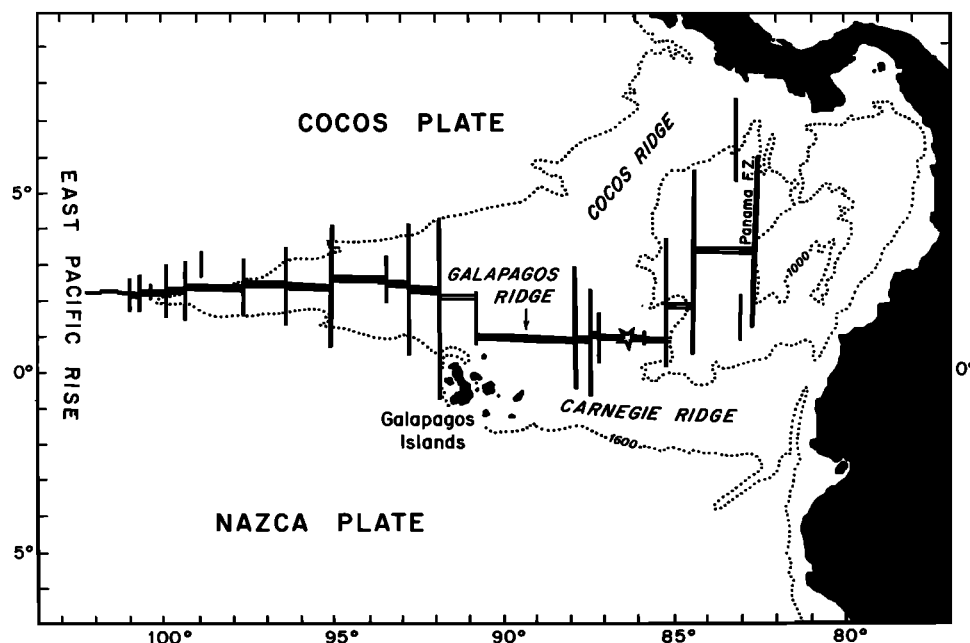 COCOS PLATE
COCOS RIDGE
Panama F.Z.
5°
EAST PACIFIC RISE
1000
GALAPAGOS
RIDGE
0°
0°
CARNEGIE RIDGE
Galapagos
Islands
1600
NAZCA PLATE
5°
100°
95°
90°
85°
80°